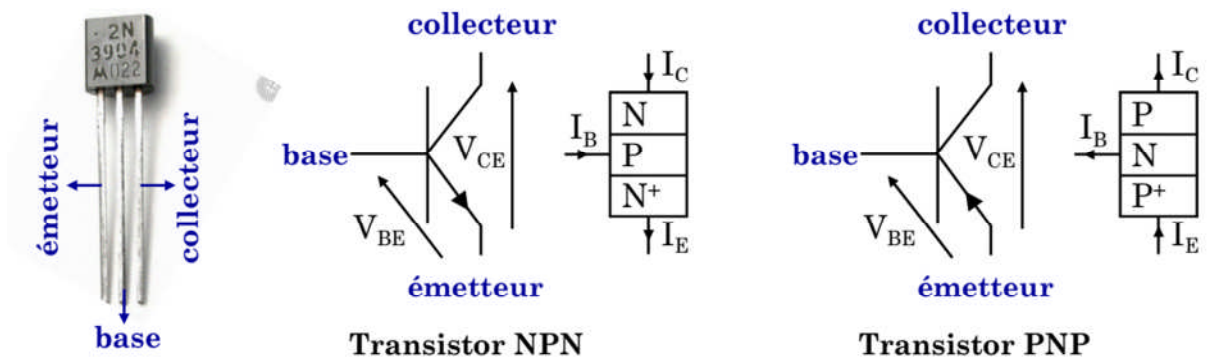 2N
3904
M022
émetteur
collecteur
base
collecteur
base
V_CE
V_BE
émetteur
I_C
N
I_B
P
N⁺
I_E
Transistor NPN
collecteur
base
V_CE
V_BE
émetteur
I_C
P
I_B
N
P⁺
I_E
Transistor PNP